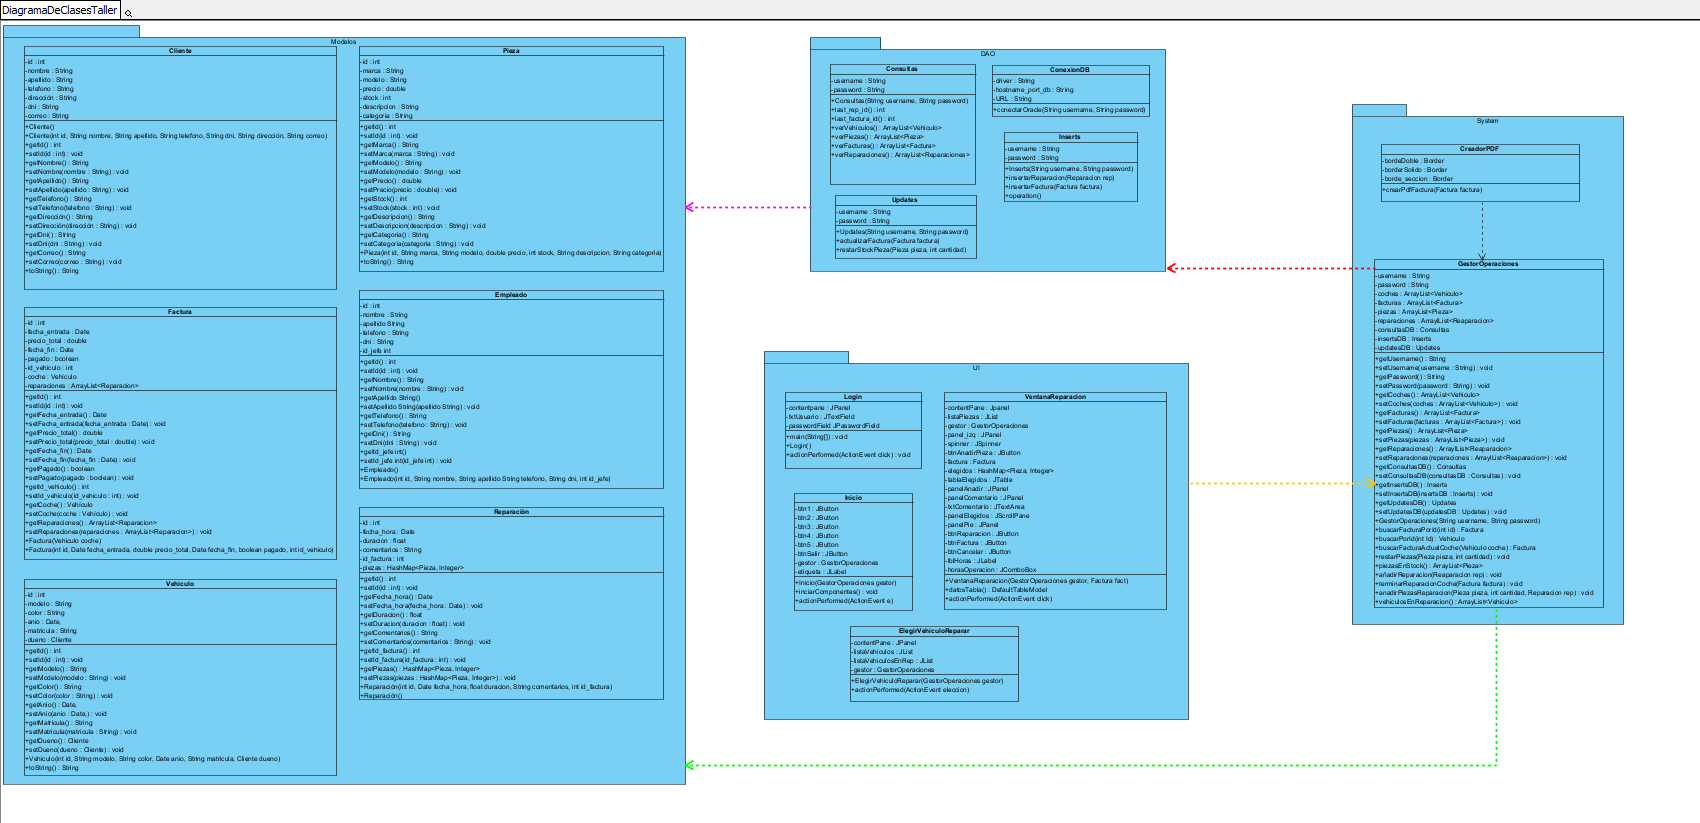 DiagramaDeClasesTaller
Modelos
Cliente
-id : int
-nombre : String
-apellido : String
-telefono : String
-dirección : String
-dni : String
-correo : String
+Cliente()
+Cliente(int id, String nombre, String apellido, String telefono, String dni, String dirección, String correo)
+getId() : int
+setId(id : int) : void
+getNombre() : String
+setNombre(nombre : String) : void
+getApellido() : String
+setApellido(apellido : String) : void
+getTelefono() : String
+setTelefono(telefono : String) : void
+getDirección() : String
+setDirección(dirección : String) : void
+getDni() : String
+setDni(dni : String) : void
+getCorreo() : String
+setCorreo(correo : String) : void
+toString() : String
Pieza
-id : int
-marca : String
-modelo : String
-precio : double
-stock : int
-descripcion : String
-categoria : String
+getId() : int
+setId(id : int) : void
+getMarca() : String
+setMarca(marca : String) : void
+getModelo() : String
+setModelo(modelo : String) : void
+getPrecio() : double
+setPrecio(precio : double) : void
+getStock() : int
+setStock(stock : int) : void
+getDescripcion() : String
+setDescripcion(descripcion : String) : void
+getCategoria() : String
+setCategoria(categoria : String) : void
+Pieza(int id, String marca, String modelo, double precio, int stock, String descripcion, String categoria)
+toString() : String
Factura
-id : int
-fecha_entrada : Date
-precio_total : double
-fecha_fin : Date
-pagado : boolean
-id_vehiculo : int
-coche : Vehículo
-reparaciones : ArrayList<Reparacion>
+getId() : int
+setId(id : int) : void
+getFecha_entrada() : Date
+setFecha_entrada(fecha_entrada : Date) : void
+getPrecio_total() : double
+setPrecio_total(precio_total : double) : void
+getFecha_fin() : Date
+setFecha_fin(fecha_fin : Date) : void
+getPagado() : boolean
+setPagado(pagado : boolean) : void
+getId_vehiculo() : int
+setId_vehiculo(id_vehiculo : int) : void
+getCoche() : Vehículo
+setCoche(coche : Vehículo) : void
+getReparaciones() : ArrayList<Reparacion>
+setReparaciones(reparaciones : ArrayList<Reparacion>) : void
+Factura(Vehiculo coche)
+Factura(int id, Date fecha_entrada, double precio_total, Date fecha_fin, boolean pagado, int id_vehiculo)
Empleado
-id : int
-nombre : String
-apellido String
-telefono : String
-dni : String
-id_jefe int
+getId() : int
+setId(id : int) : void
+getNombre() : String
+setNombre(nombre : String) : void
+getApellido String()
+setApellido String(apellido String) : void
+getTelefono() : String
+setTelefono(telefono : String) : void
+getDni() : String
+setDni(dni : String) : void
+getId_jefe int()
+setId_jefe int(id_jefe int) : void
+Empleado()
+Empleado(int id, String nombre, String apellido String telefono, String dni, int id_jefe)
Vehiculo
-id : int
-modelo : String
-color : String
-anio : Date,
-matricula : String
-dueno : Cliente
+getId() : int
+setId(id : int) : void
+getModelo() : String
+setModelo(modelo : String) : void
+getColor() : String
+setColor(color : String) : void
+getAnio() : Date,
+setAnio(anio : Date,) : void
+getMatricula() : String
+setMatricula(matricula : String) : void
+getDueno() : Cliente
+setDueno(dueno : Cliente) : void
+Vehiculo(int id, String modelo, String color, Date anio, String matricula, Cliente dueno)
+toString() : String
Reparación
-id : int
-fecha_hora : Date
-duracion : float
-comentarios : String
-id_factura : int
-piezas : HashMap<Pieza, Integer>
+getId() : int
+setId(id : int) : void
+getFecha_hora() : Date
+setFecha_hora(fecha_hora : Date) : void
+getDuracion() : float
+setDuracion(duracion : float) : void
+getComentarios() : String
+setComentarios(comentarios : String) : void
+getId_factura() : int
+setId_factura(id_factura : int) : void
+getPiezas() : HashMap<Pieza, Integer>
+setPiezas(piezas : HashMap<Pieza, Integer>) : void
+Reparación(int id, Date fecha_hora, float duracion, String comentarios, int id_factura)
+Reparación()
DAO
Consultas
-username : String
-password : String
+Consultas(String username, String password)
+last_rep_id() : int
+last_factura_id() : int
+verVehiculos() : ArrayList<Vehiculo>
+verPiezas() : ArrayList<Pieza>
+verFacturas() : ArrayList<Factura>
+verReparaciones() : ArrayList<Reparaciones>
ConexionDB
-driver : String
-hostname_port_db : String
-URL : String
+conectarOracle(String username, String password)
Inserts
-username : String
-password : String
+Inserts(String username, String password)
+insertarReparacion(Reparacion rep)
+insertarFactura(Factura factura)
+operation()
Updates
-username : String
-password : String
+Updates(String username, String password)
+actualizarFactura(Factura factura)
+restarStockPieza(Pieza pieza, int cantidad)
UI
Login
-contentpane : JPanel
-txtUsuario : JTextField
-passwordField JPasswordField
+main(String[]) : void
+Login()
+actionPerformed(ActionEvent click) : void
VentanaReparacion
-contentPane : Jpanel
-listaPiezas : JList
-gestor : GestorOperaciones
-panel_izq : JPanel
-spinner : JSpinner
-btnAnadirPieza : JButton
-factura : Factura
-elegidos : HashMap<Pieza, Integer>
-tablaElegidos : JTable
-panelAnadir : JPanel
-panelComentario : JPanel
-txtComentario : JTextArea
-panelElegidos : JScrollPane
-panelPie : JPanel
-btnReparacion : JButton
-btnFactura : JButton
-btnCancelar : JButton
-lblHoras : JLabel
-horasOperacion : JComboBox
+VentanaReparacion(GestorOperaciones gestor, Factura fact)
+datosTabla() : DefaultTableModel
+actionPerformed(ActionEvent click)
Inicio
-btn1 : JButton
-btn2 : JButton
-btn3 : JButton
-btn4 : JButton
-btn5 : JButton
-btnSalir : JButton
-gestor : GestorOperaciones
-etiqueta : JLabel
+Inicio(GestorOperaciones gestor)
+inciarComponentes() : void
+actionPerformed(ActionEvent e)
ElegirVehiculoReparar
-contentPane : JPanel
-listaVehiculos : JList
-listaVehiculosEnRep : JList
-gestor : GestorOperaciones
+ElegirVehiculoReparar(GestorOperaciones gestor)
+actionPerformed(ActionEvent eleccion)
System
CreadorPDF
-bordeDoble : Border
-borderSolido : Border
-borde_seccion : Border
+crearPdfFactura(Factura factura)
GestorOperaciones
-username : String
-password : String
-coches : ArrayList<Vehiculo>
-facturas : ArrayList<Factura>
-piezas : ArrayList<Pieza>
-reparaciones : ArraylList<Reaparacion>
-consultasDB : Consultas
-insertsDB : Inserts
-updatesDB : Updates
+getUsername() : String
+setUsername(username : String) : void
+getPassword() : String
+setPassword(password : String) : void
+getCoches() : ArrayList<Vehiculo>
+setCoches(coches : ArrayList<Vehiculo>) : void
+getFacturas() : ArrayList<Factura>
+setFacturas(facturas : ArrayList<Factura>) : void
+getPiezas() : ArrayList<Pieza>
+setPiezas(piezas : ArrayList<Pieza>) : void
+getReparaciones() : ArraylList<Reaparacion>
+setReparaciones(reparaciones : ArraylList<Reaparacion>) : void
+getConsultasDB() : Consultas
+setConsultasDB(consultasDB : Consultas) : void
+getInsertsDB() : Inserts
+setInsertsDB(insertsDB : Inserts) : void
+getUpdatesDB() : Updates
+setUpdatesDB(updatesDB : Updates) : void
+GestorOperaciones(String username, String password)
+buscarFacturaPorId(int id) : Factura
+buscarPorId(int Id) : Vehiculo
+buscarFacturaActualCoche(Vehiculo coche) : Factura
+restarPiezas(Pieza pieza, int cantidad) : void
+piezasEnStock() : ArrayList<Pieza>
+añadirReparacion(Reaparacion rep) : void
+terminarReparacionCoche(Factura factura) : void
+anadirPiezasReparacion(Pieza pieza, int cantidad, Reparacion rep) : void
+vehiculosEnReparacion() : ArrayList<Vehiculo>